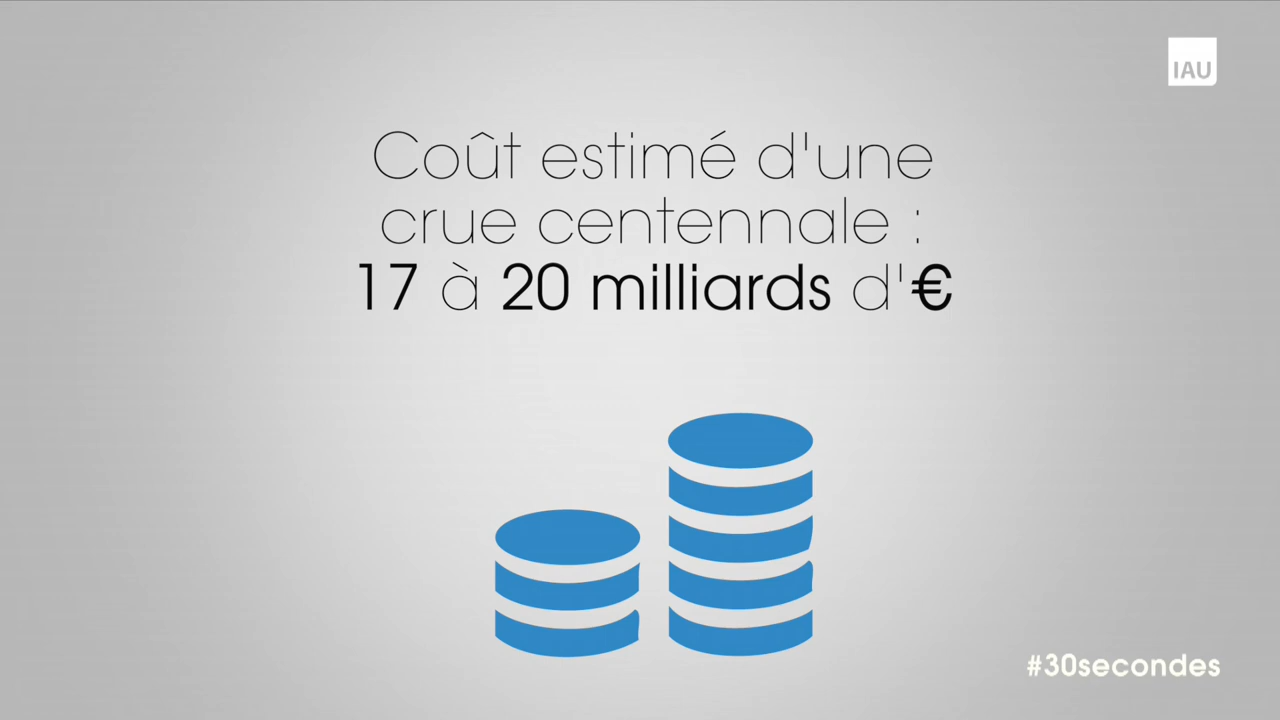 IAU
Coût estimé d'une
crue centennale :
17 à 20 milliards d'€
#30secondes